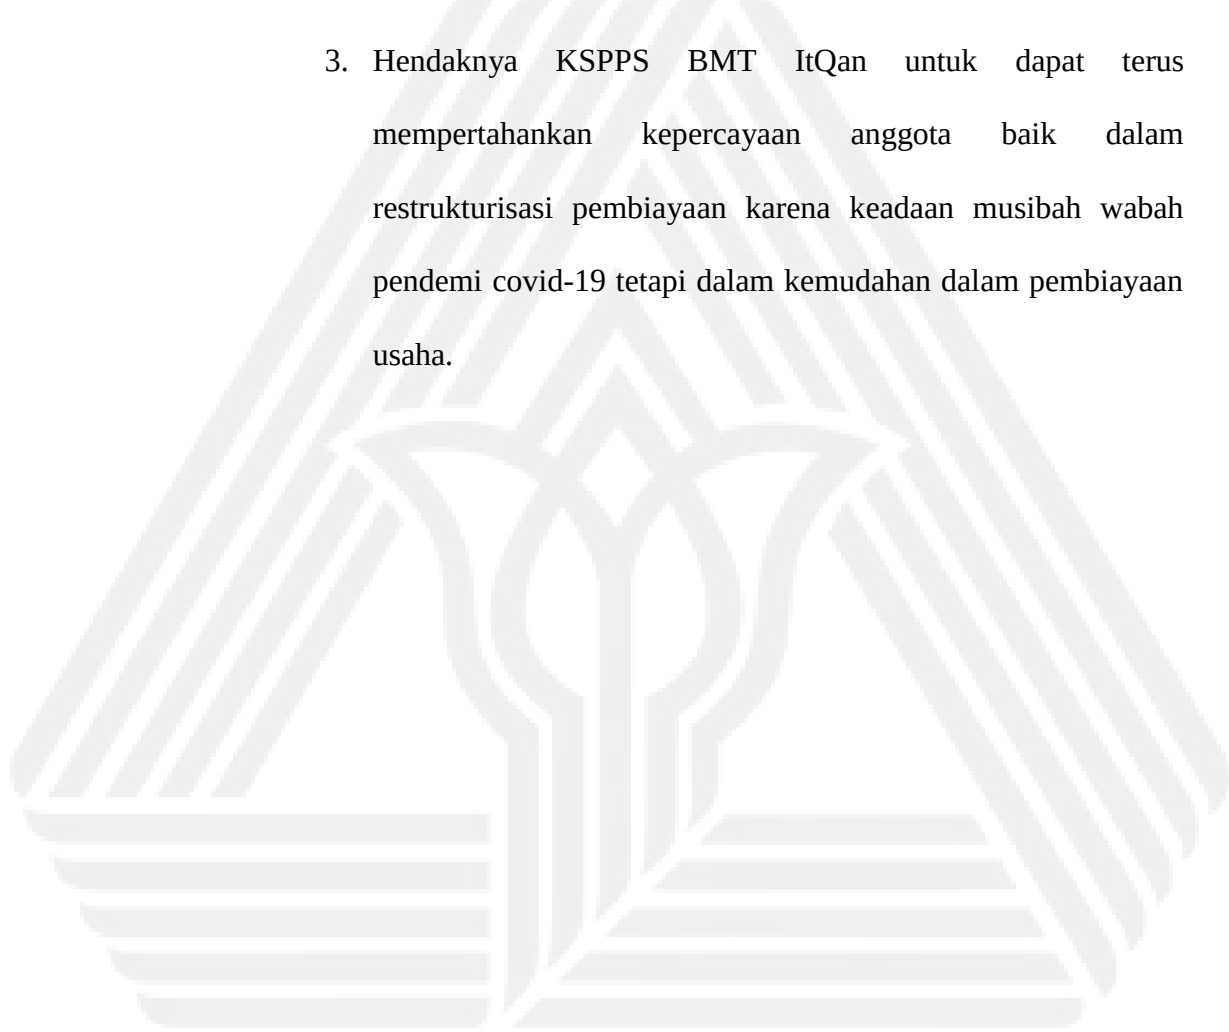 3. Hendaknya KSPPS BMT ItQan untuk dapat terus
mempertahankan kepercayaan anggota baik dalam
restrukturisasi pembiayaan karena keadaan musibah wabah
pendemi covid-19 tetapi dalam kemudahan dalam pembiayaan
usaha.